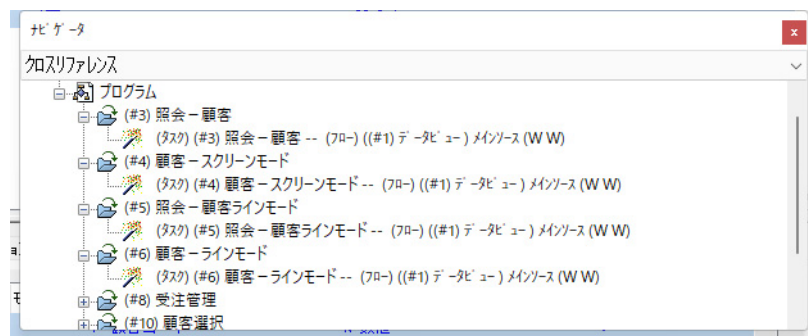 ナビゲータ
x
クロスリファレンス
プログラム
(#3) 照会－顧客
(タスク) (#3) 照会－顧客 -- (フロー) ((#1) データビュー) メインソース (W W)
(#4) 顧客－スクリーンモード
(タスク) (#4) 顧客－スクリーンモード -- (フロー) ((#1) データビュー) メインソース (W W)
(#5) 照会－顧客ラインモード
(タスク) (#5) 照会－顧客ラインモード -- (フロー) ((#1) データビュー) メインソース (W W)
(#6) 顧客－ラインモード
(タスク) (#6) 顧客－ラインモード -- (フロー) ((#1) データビュー) メインソース (W W)
(#8) 受注管理
(#10) 顧客選択